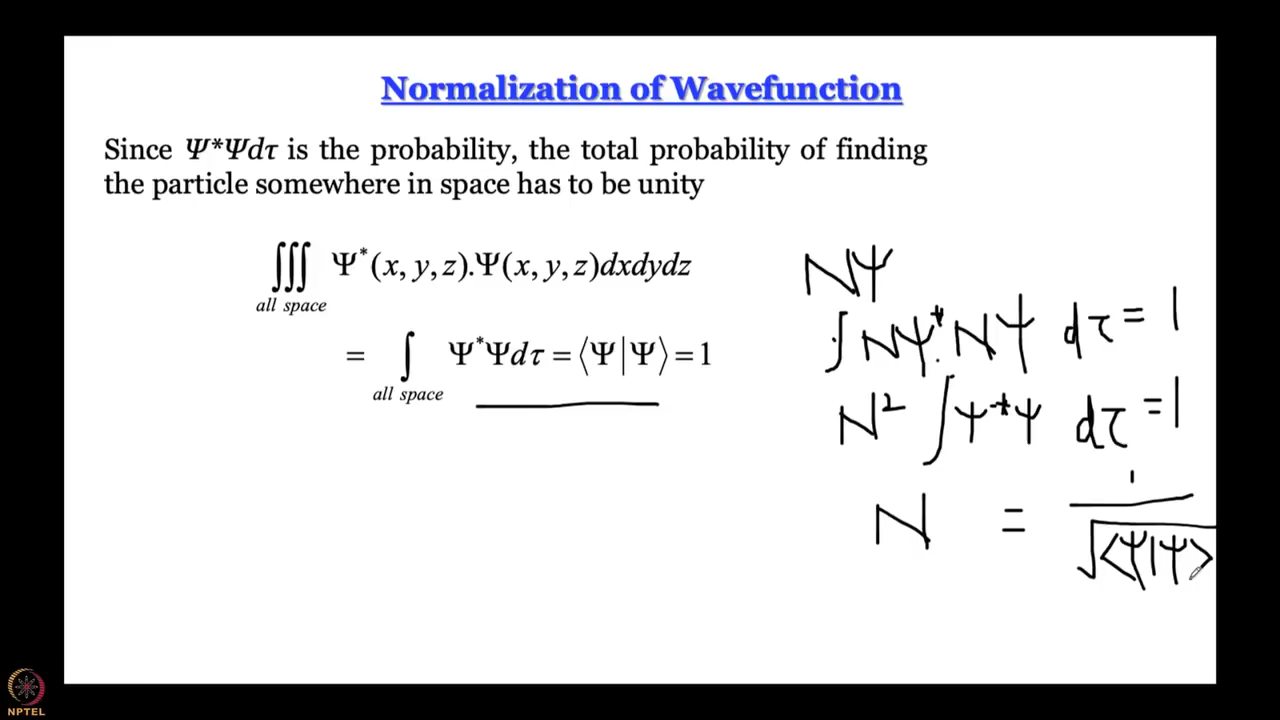 Normalization of Wavefunction
Since Ψ*Ψdτ is the probability, the total probability of finding
the particle somewhere in space has to be unity
∭ Ψ*(x, y, z).Ψ(x, y, z)dxdydz
all space
= ∫ Ψ*Ψdτ = ⟨Ψ|Ψ⟩ = 1
all space
NΨ
∫ NΨ*. NΨ dτ = 1
N² ∫ Ψ*Ψ dτ = 1
N = 1/√⟨Ψ|Ψ⟩
NPTEL